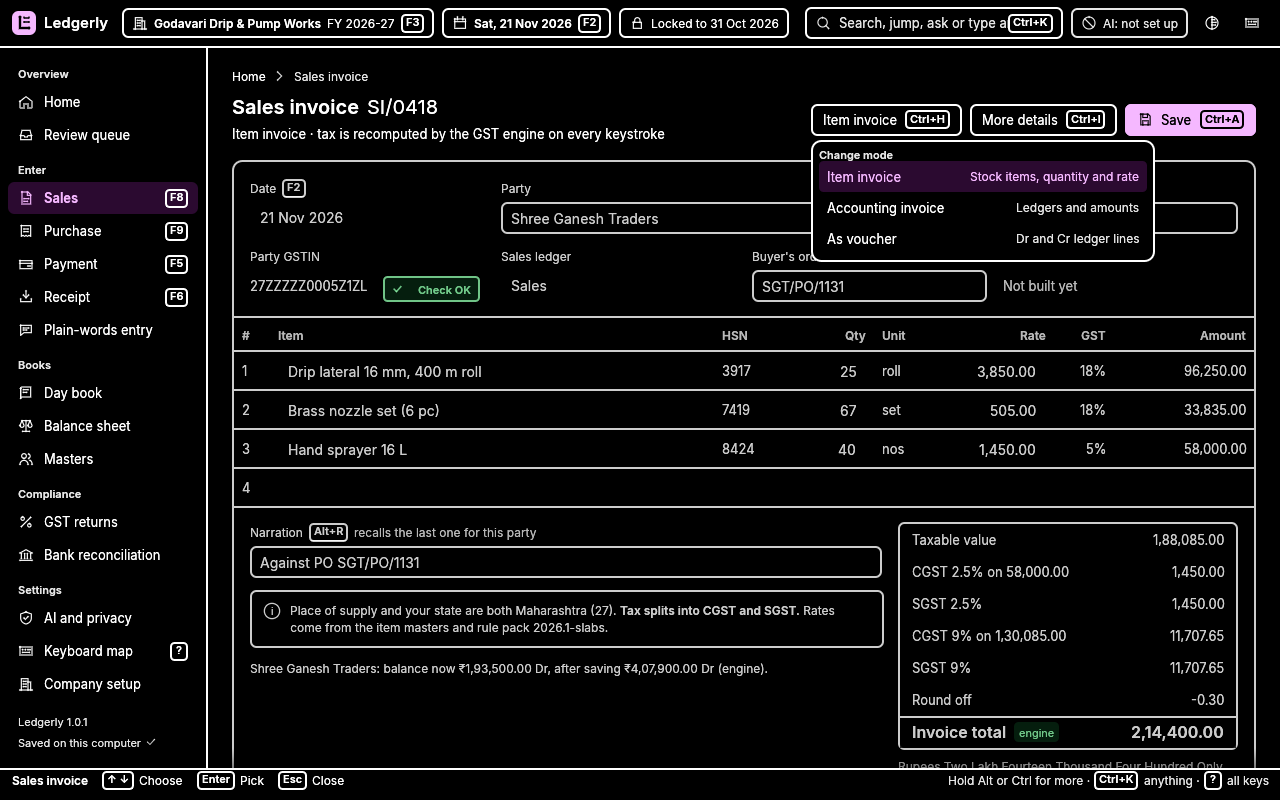 Ledgerly
Godavari Drip & Pump Works FY 2026-27 F3
Sat, 21 Nov 2026 F2
Locked to 31 Oct 2026
Search, jump, ask or type a Ctrl+K
AI: not set up
Overview
Home
Review queue
Enter
Sales F8
Purchase F9
Payment F5
Receipt F6
Plain-words entry
Books
Day book
Balance sheet
Masters
Compliance
GST returns
Bank reconciliation
Settings
AI and privacy
Keyboard map ?
Company setup
Ledgerly 1.0.1
Saved on this computer
Home > Sales invoice
Sales invoice SI/0418
Item invoice · tax is recomputed by the GST engine on every keystroke
Item invoice Ctrl+H
More details Ctrl+I
Save Ctrl+A
Change mode
Item invoice Stock items, quantity and rate
Accounting invoice Ledgers and amounts
As voucher Dr and Cr ledger lines
Date F2 Party
21 Nov 2026 Shree Ganesh Traders
Party GSTIN Sales ledger Buyer's
27ZZZZZ0005Z1ZL Check OK Sales SGT/PO/1131 Not built yet
# Item HSN Qty Unit Rate GST Amount
1 Drip lateral 16 mm, 400 m roll 3917 25 roll 3,850.00 18% 96,250.00
2 Brass nozzle set (6 pc) 7419 67 set 505.00 18% 33,835.00
3 Hand sprayer 16 L 8424 40 nos 1,450.00 5% 58,000.00
4
Narration Alt+R recalls the last one for this party
Against PO SGT/PO/1131
Place of supply and your state are both Maharashtra (27). Tax splits into CGST and SGST. Rates
come from the item masters and rule pack 2026.1-slabs.
Shree Ganesh Traders: balance now ₹1,93,500.00 Dr, after saving ₹4,07,900.00 Dr (engine).
Taxable value 1,88,085.00
CGST 2.5% on 58,000.00 1,450.00
SGST 2.5% 1,450.00
CGST 9% on 1,30,085.00 11,707.65
SGST 9% 11,707.65
Round off -0.30
Invoice total engine 2,14,400.00
Rupees Two Lakh Fourteen Thousand Four Hundred Only
Sales invoice ↑↓ Choose Enter Pick Esc Close
Hold Alt or Ctrl for more · Ctrl+K anything · ? all keys